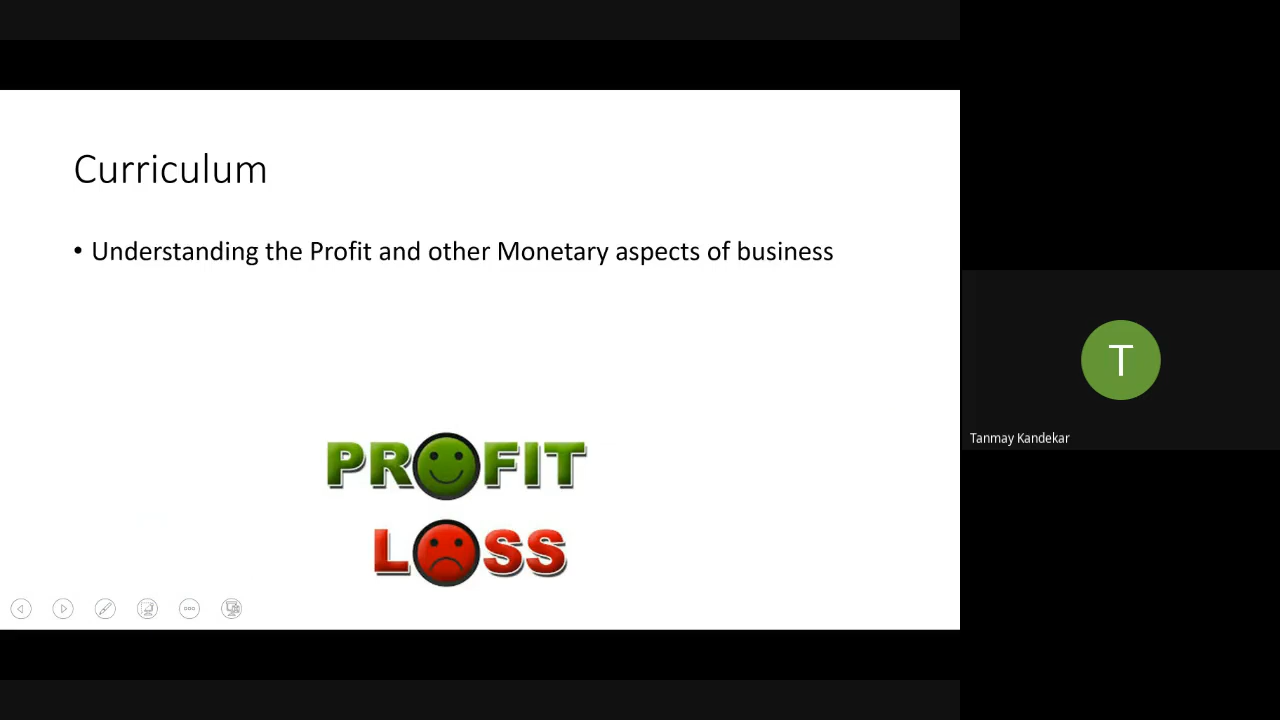 Curriculum
• Understanding the Profit and other Monetary aspects of business
PROFIT
LOSS
T
Tanmay Kandekar